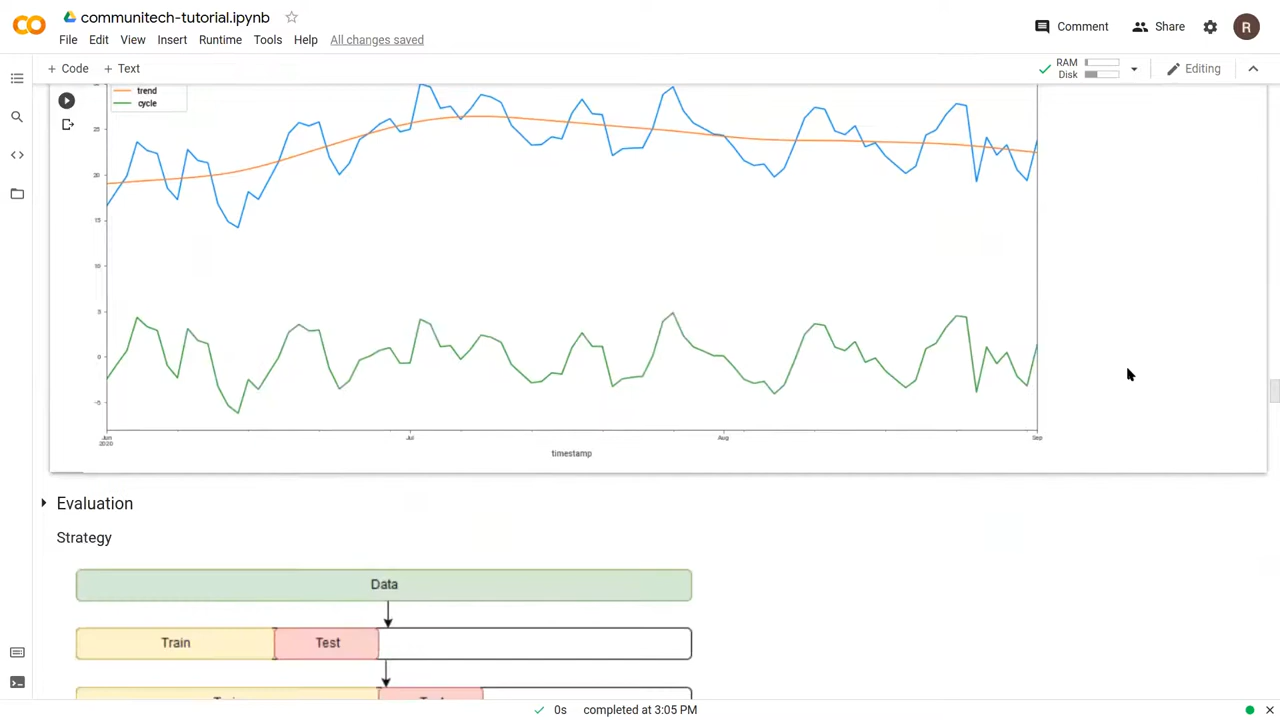 communitech-tutorial.ipynb
Comment
Share
R
File Edit View Insert Runtime Tools Help All changes saved
+ Code + Text
RAM
Disk
Editing
trend
cycle
25
20
15
10
5
0
-5
Jun
2020
Jul
Aug
Sep
timestamp
Evaluation
Strategy
Data
Train
Test
0s completed at 3:05 PM